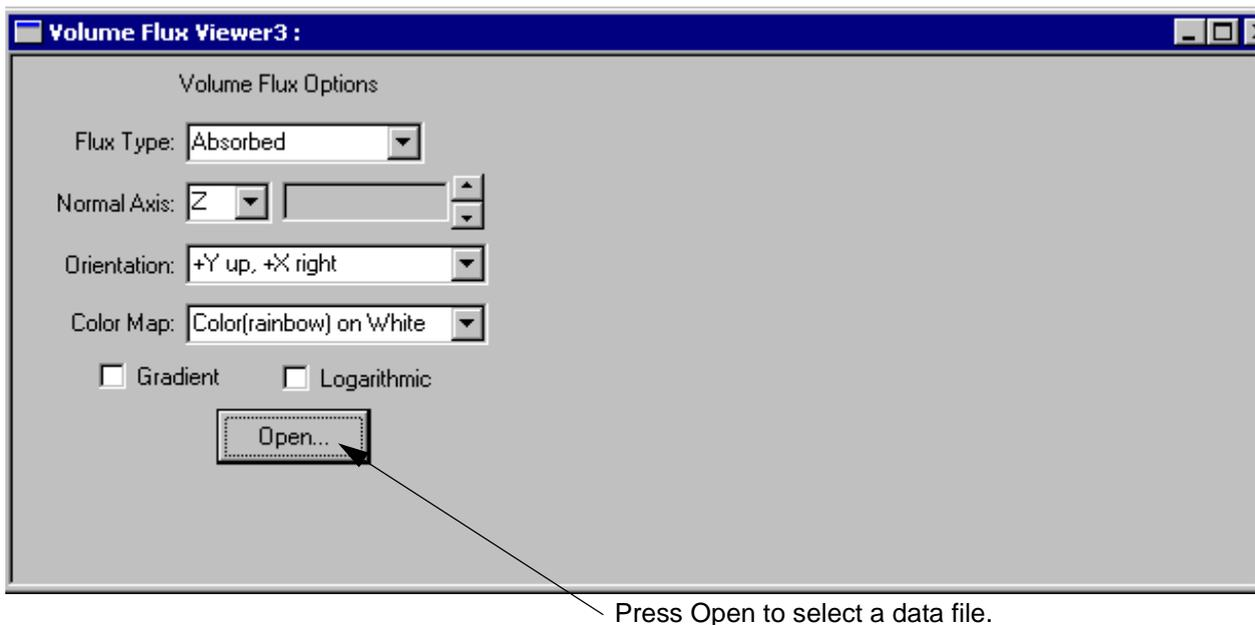 Volume Flux Viewer3 :
Volume Flux Options
Flux Type: Absorbed
Normal Axis: Z
Orientation: +Y up, +X right
Color Map: Color(rainbow) on White
Gradient Logarithmic
Open...
Press Open to select a data file.